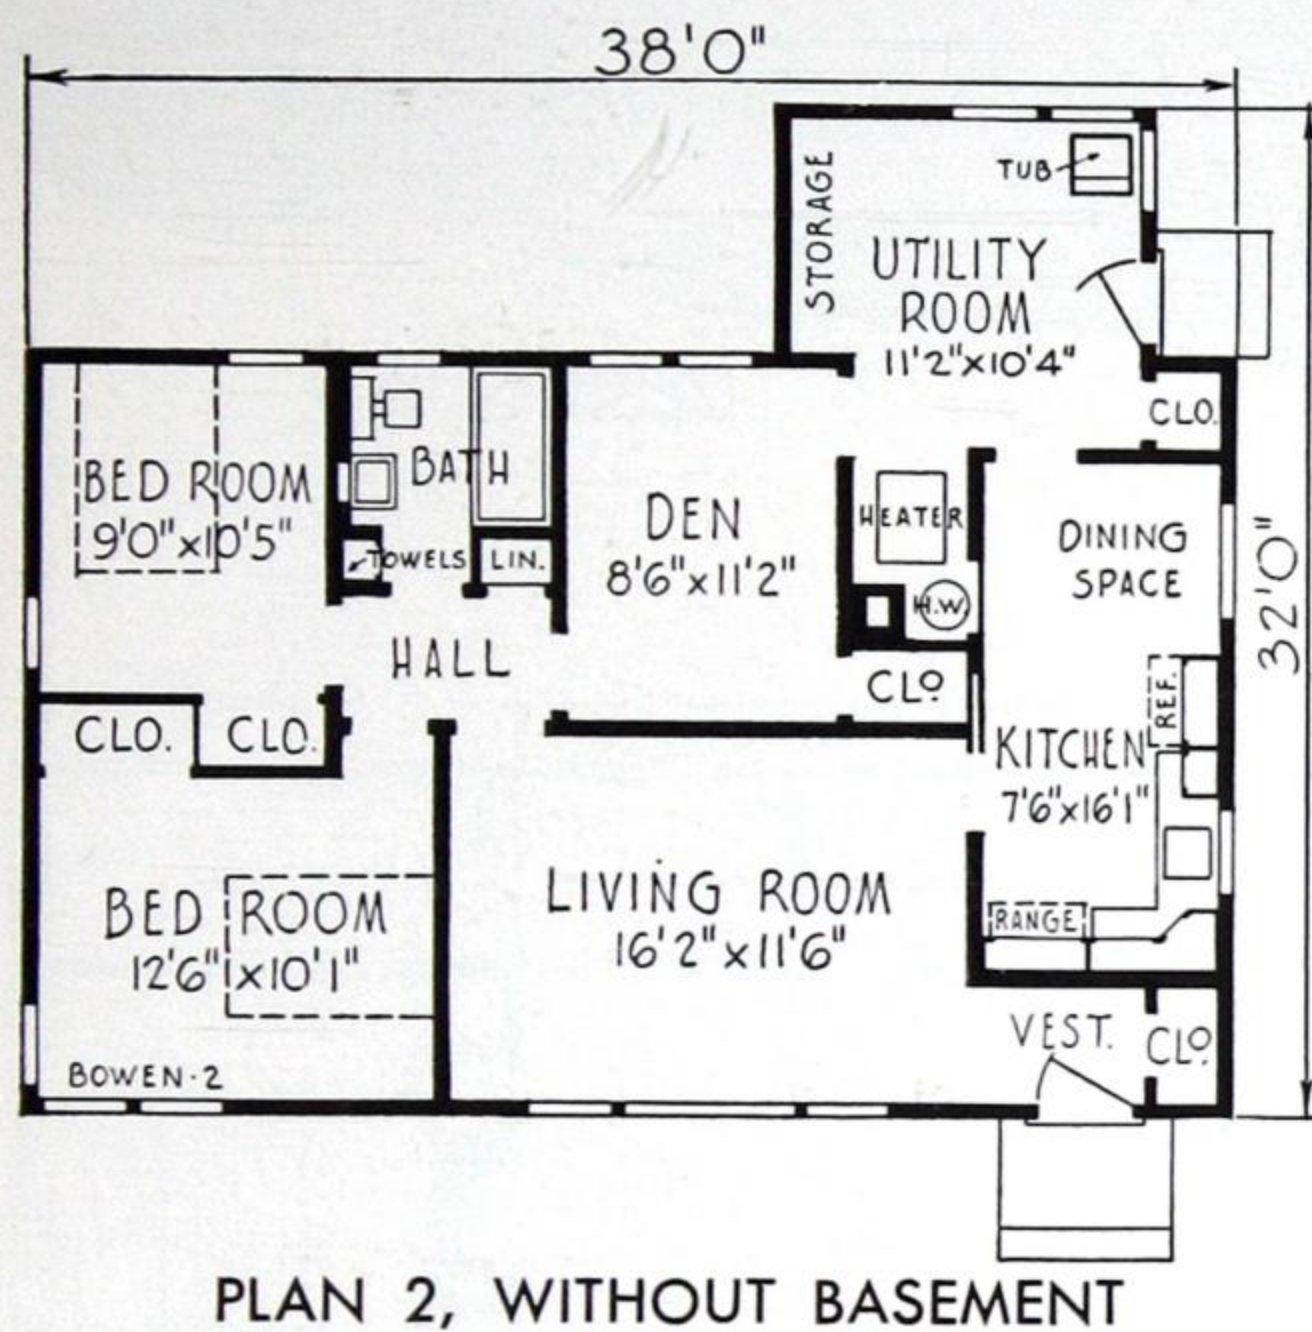 38'0"
STORAGE
TUB
UTILITY
ROOM
11'2"x10'4"
CLO.
BED ROOM
9'0"x10'5"
BATH
TOWELS
LIN.
DEN
8'6"x11'2"
HEATER
H.W.
DINING
SPACE
32'0"
HALL
CLO.
CLO.
CLO
REF.
KITCHEN
7'6"x16'1"
BED ROOM
12'6"x10'1"
LIVING ROOM
16'2"x11'6"
RANGE
VEST.
CLO.
BOWEN-2
PLAN 2, WITHOUT BASEMENT